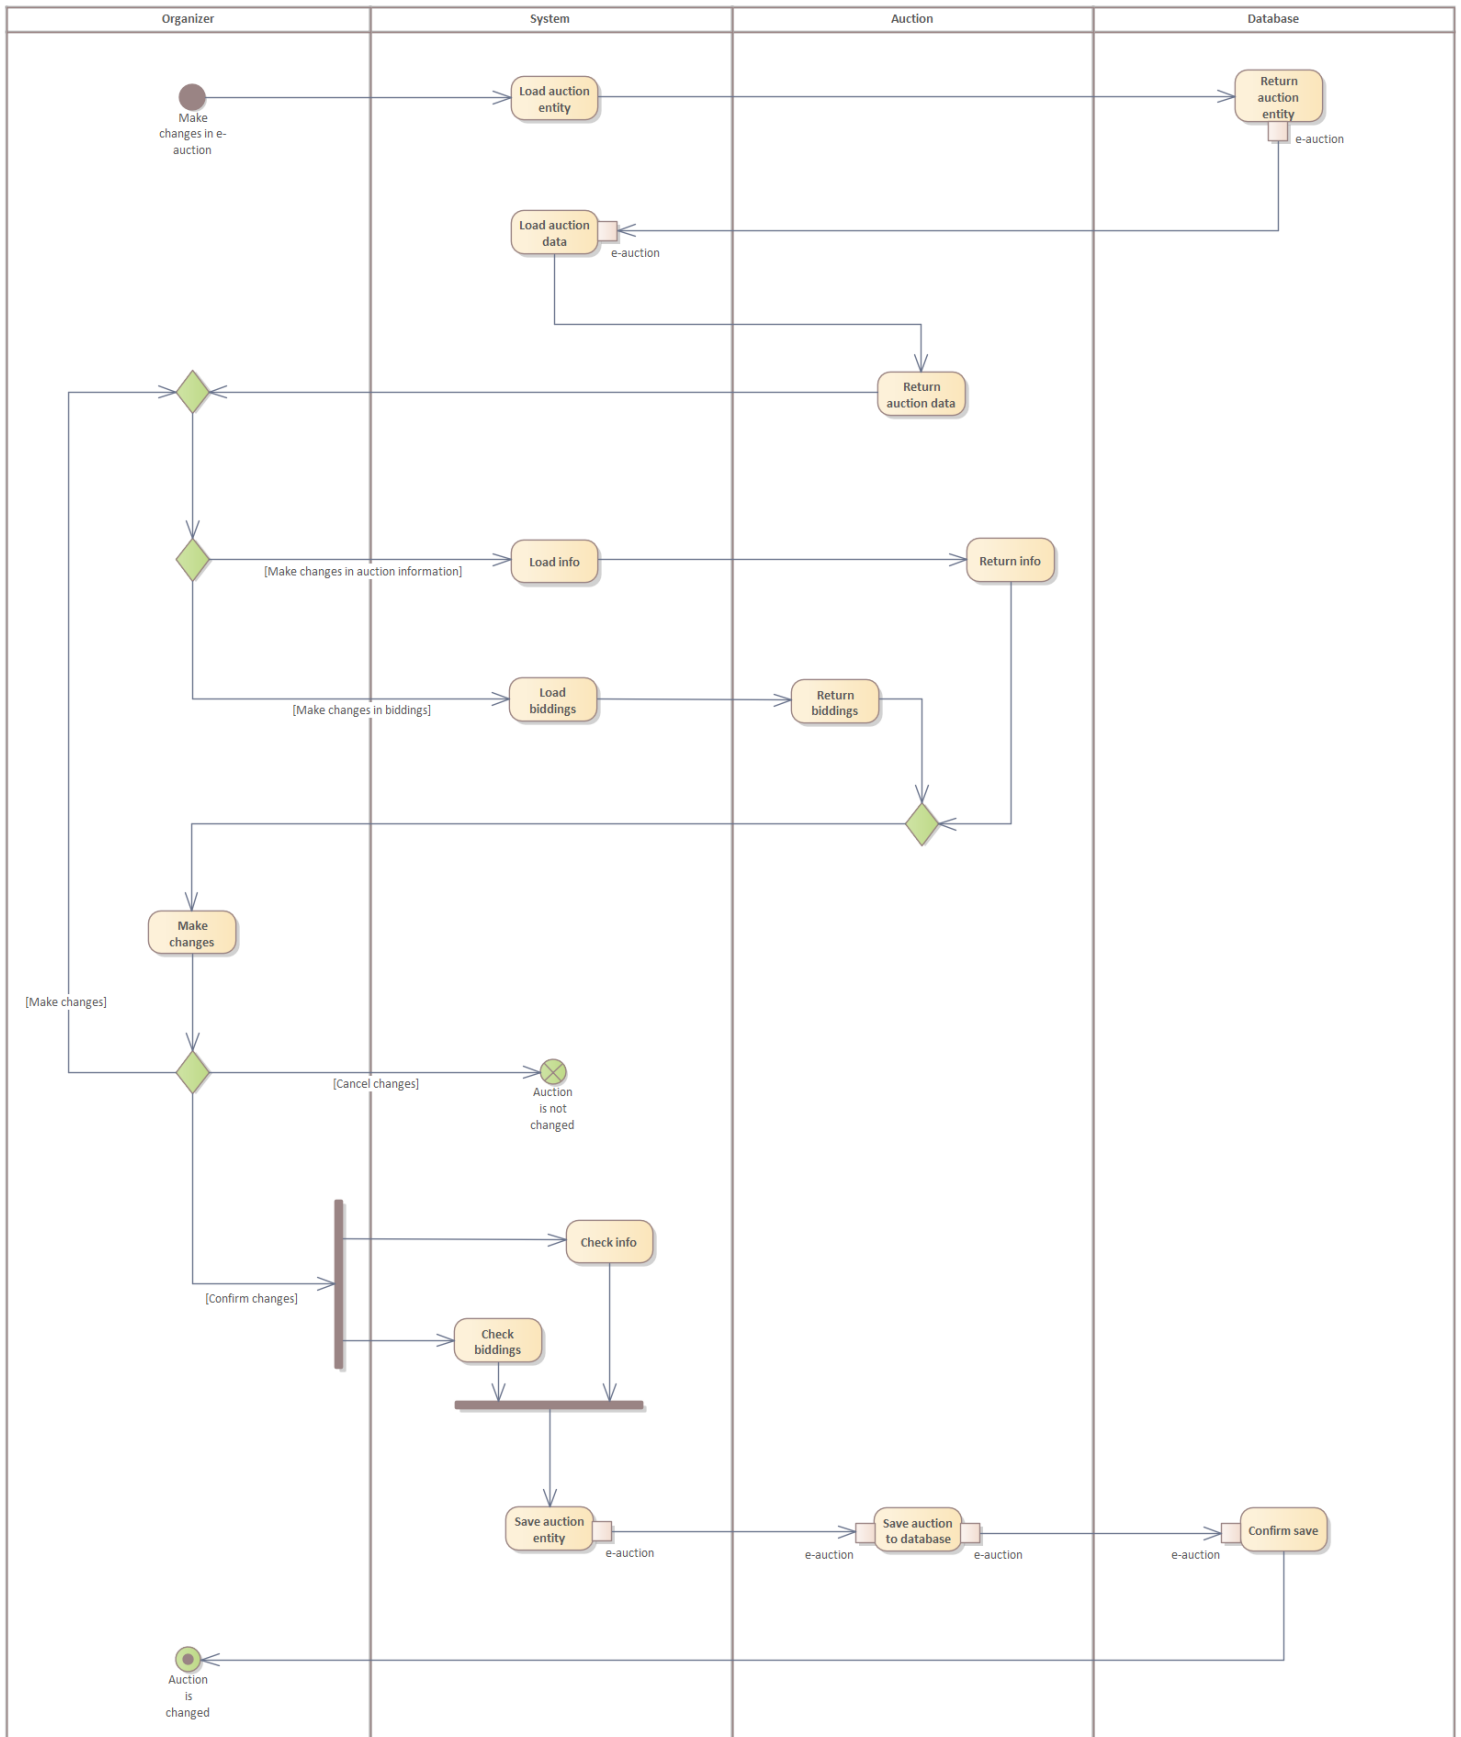 Organizer
System
Auction
Database
Make
changes in e-
auction
Load auction
entity
Return
auction
entity
e-auction
Load auction
data
e-auction
Return
auction data
[Make changes in auction information]
Load info
Return info
[Make changes in biddings]
Load
biddings
Return
biddings
Make
changes
[Make changes]
[Cancel changes]
Auction
is not
changed
[Confirm changes]
Check info
Check
biddings
Save auction
entity
e-auction
e-auction
Save auction
to database
e-auction
e-auction
Confirm save
Auction
is
changed